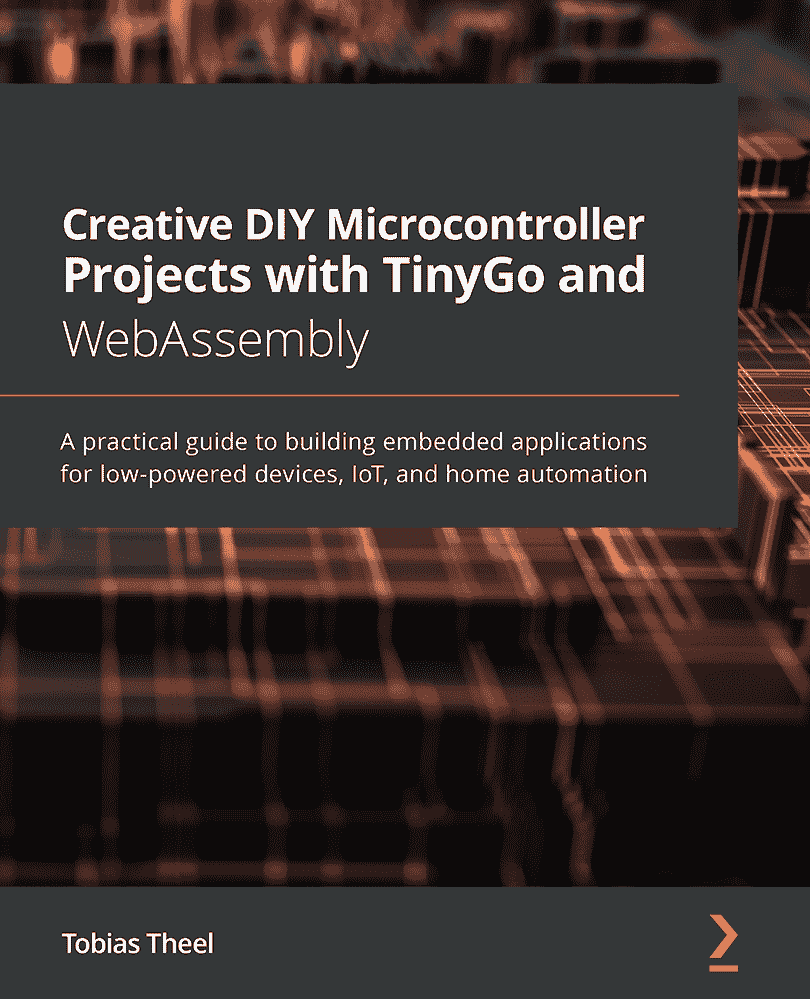 Creative DIY Microcontroller
Projects with TinyGo and
WebAssembly
A practical guide to building embedded applications
for low-powered devices, IoT, and home automation
Tobias Theel